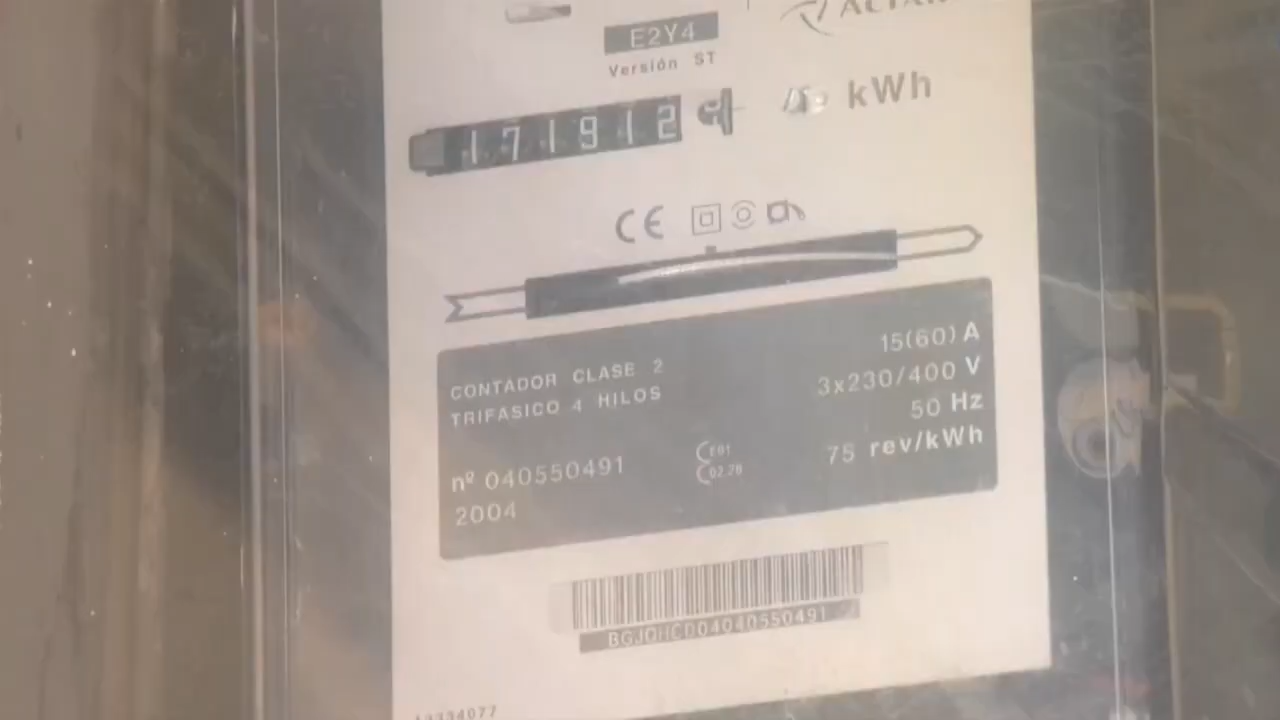 E2Y4
Versión ST
171912 kWh
CE
CONTADOR CLASE 2
TRIFASICO 4 HILOS
15(60) A
3x230/400 V
50 Hz
75 rev/kWh
nº 040550491
2004
BGJQHCD04040550491